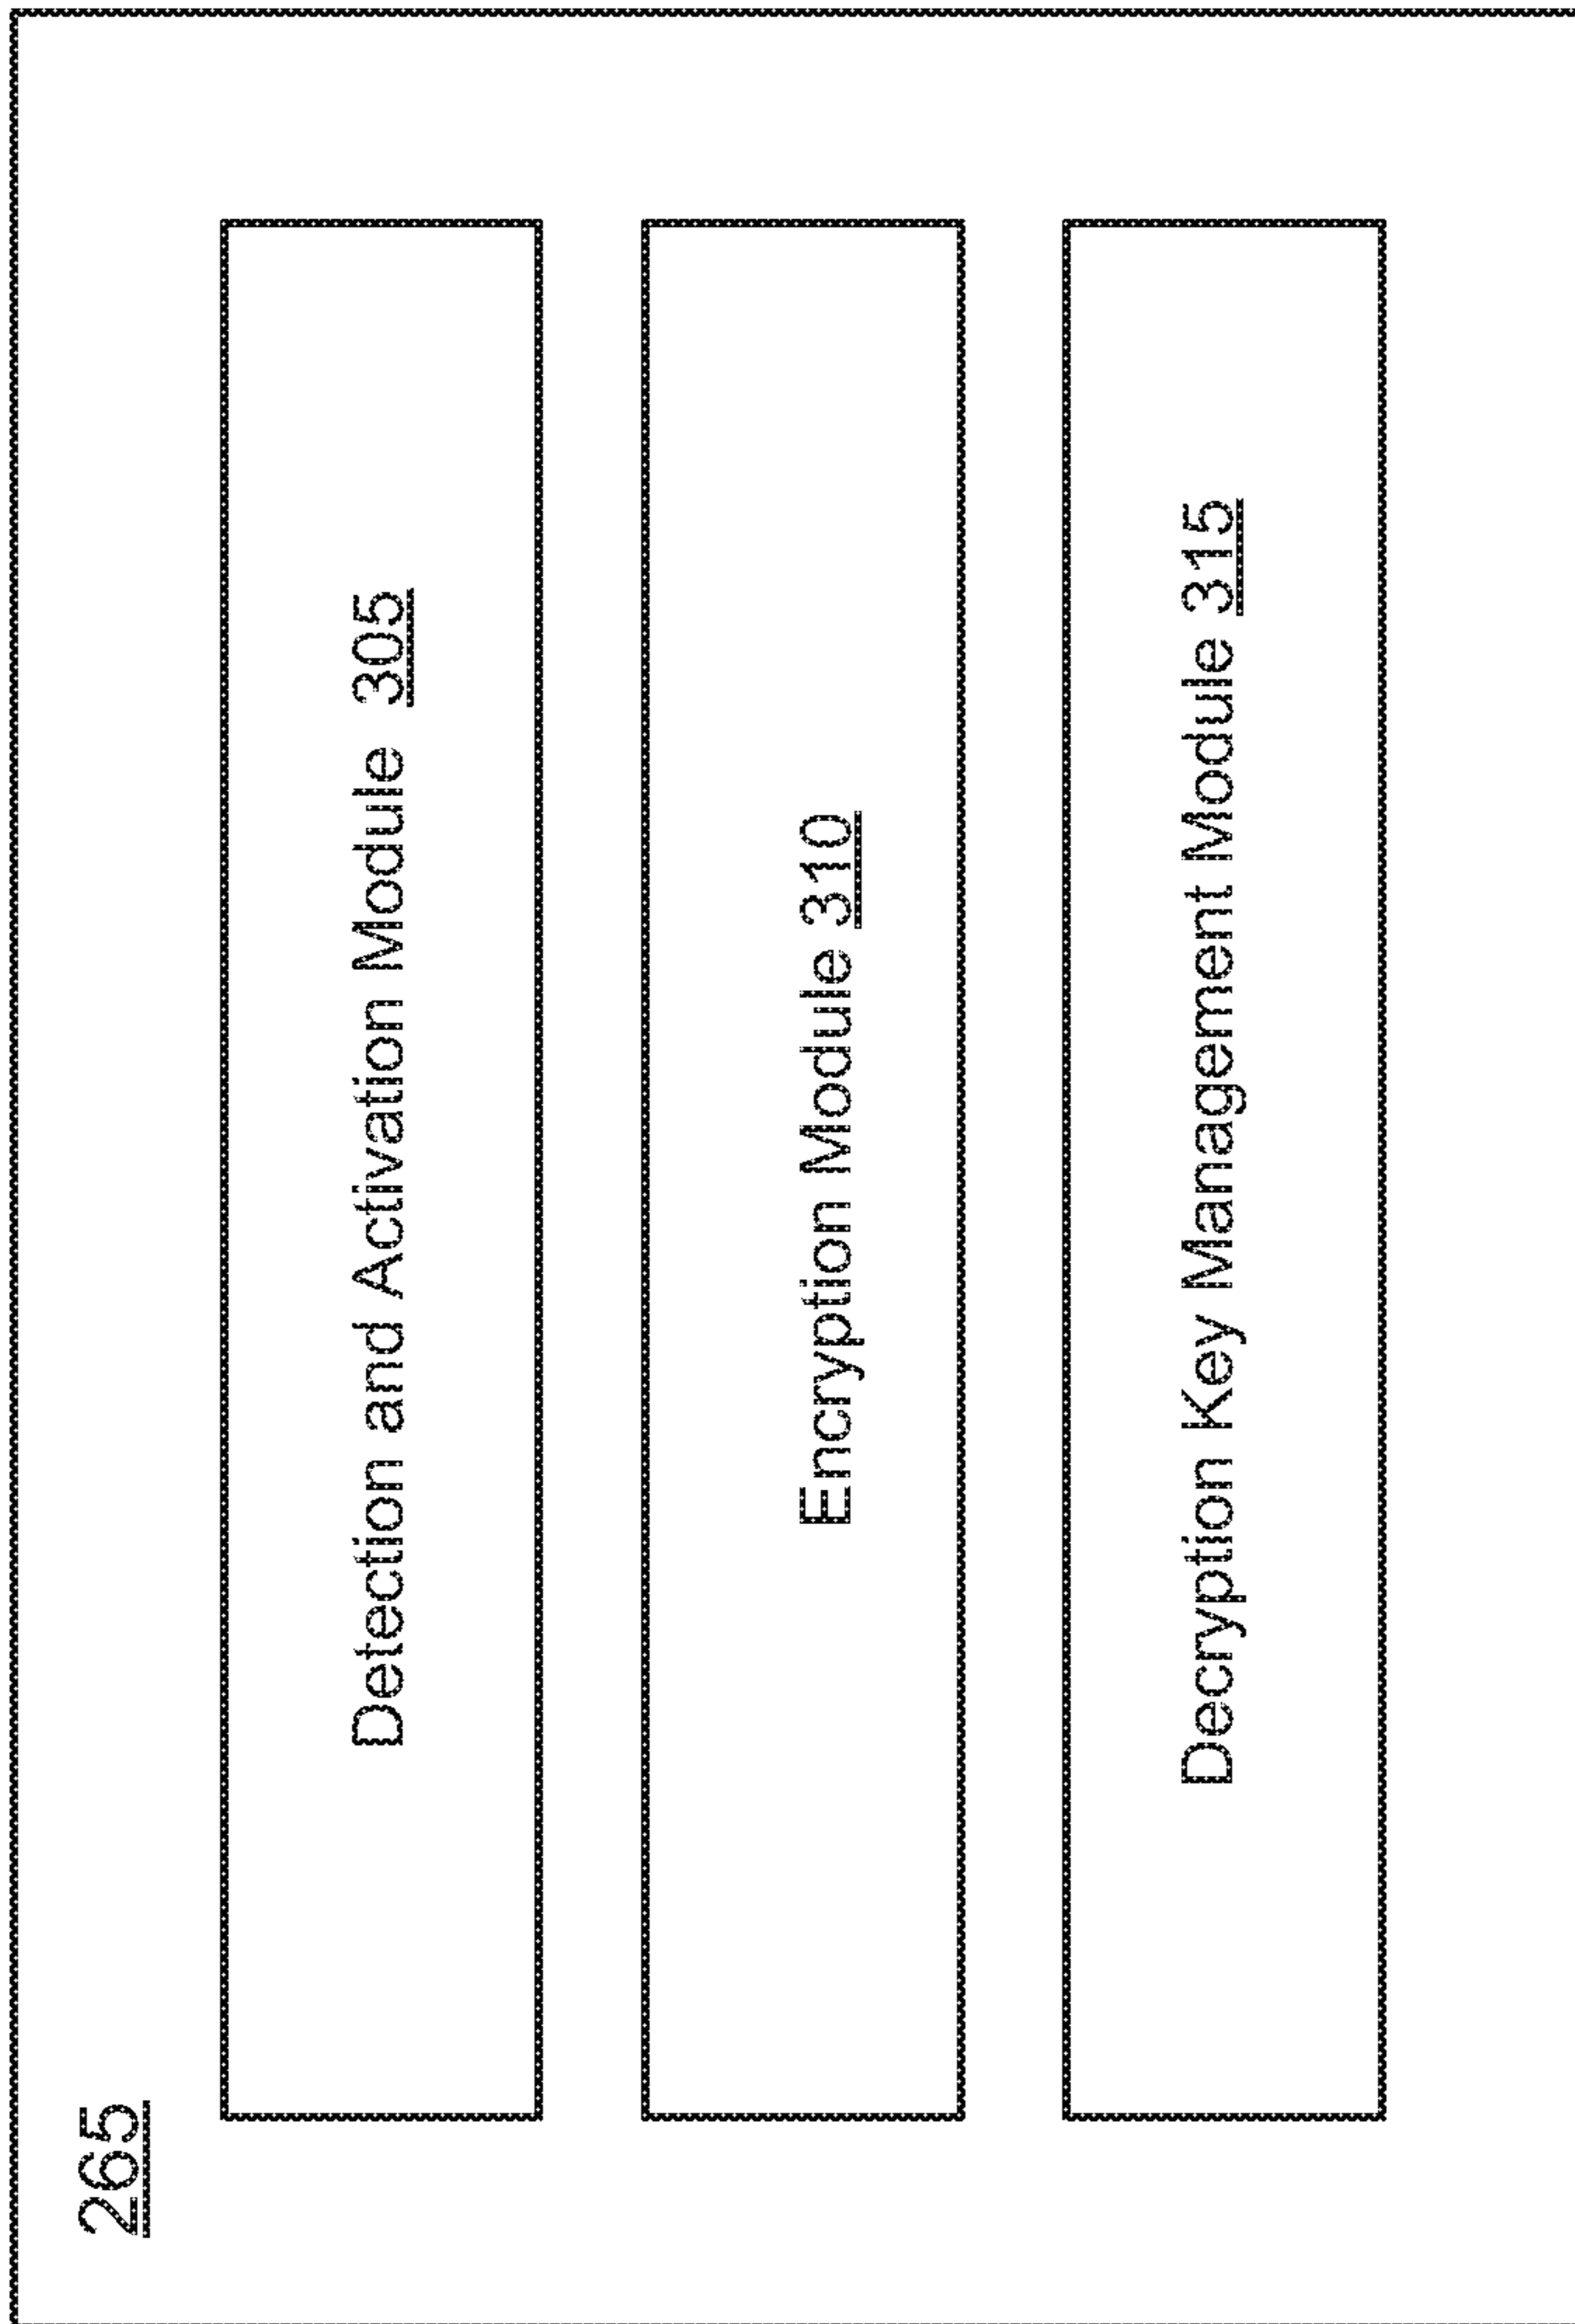 265
Detection and Activation Module 305
Encryption Module 310
Decryption Key Management Module 315